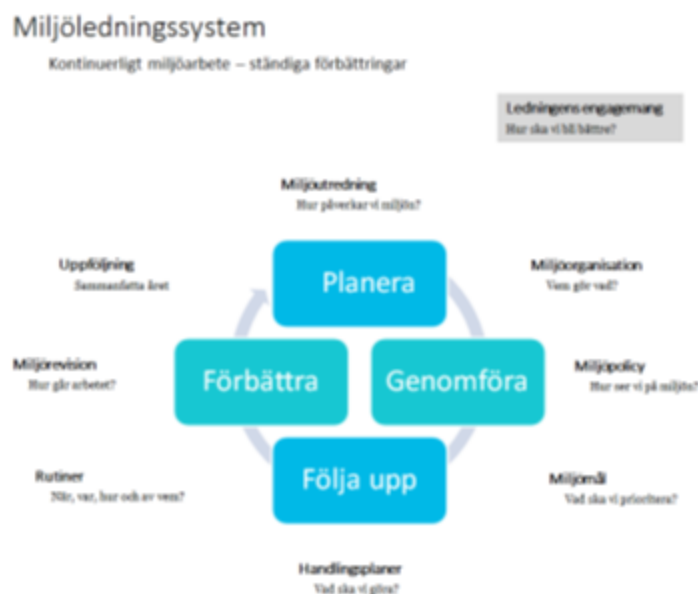 Miljöledningssystem
Kontinuerligt miljöarbete – ständiga förbättringar
Ledningens engagemang
Hur ska vi bli bättre?
Miljöutredning
Hur påverkar vi miljön?
Uppföljning
Sammanfatta året
Planera
Miljöorganisation
Vem gör vad?
Miljörevision
Hur går arbetet?
Förbättra
Genomföra
Miljöpolicy
Hur ser vi på miljön?
Rutiner
När, var, hur och av vem?
Följa upp
Miljömål
Vad ska vi prioritera?
Handlingsplaner
Vad ska vi göra?